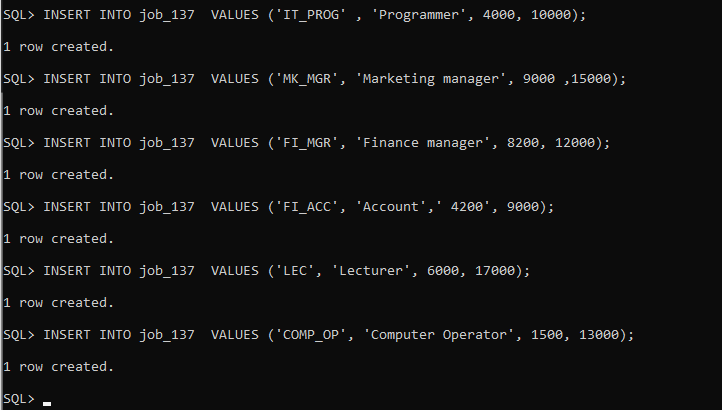 SQL> INSERT INTO job_137  VALUES ('IT_PROG' , 'Programmer', 4000, 10000);
1 row created.
SQL> INSERT INTO job_137  VALUES ('MK_MGR', 'Marketing manager', 9000 ,15000);
1 row created.
SQL> INSERT INTO job_137  VALUES ('FI_MGR', 'Finance manager', 8200, 12000);
1 row created.
SQL> INSERT INTO job_137  VALUES ('FI_ACC', 'Account',' 4200', 9000);
1 row created.
SQL> INSERT INTO job_137  VALUES ('LEC', 'Lecturer', 6000, 17000);
1 row created.
SQL> INSERT INTO job_137  VALUES ('COMP_OP', 'Computer Operator', 1500, 13000);
1 row created.
SQL>